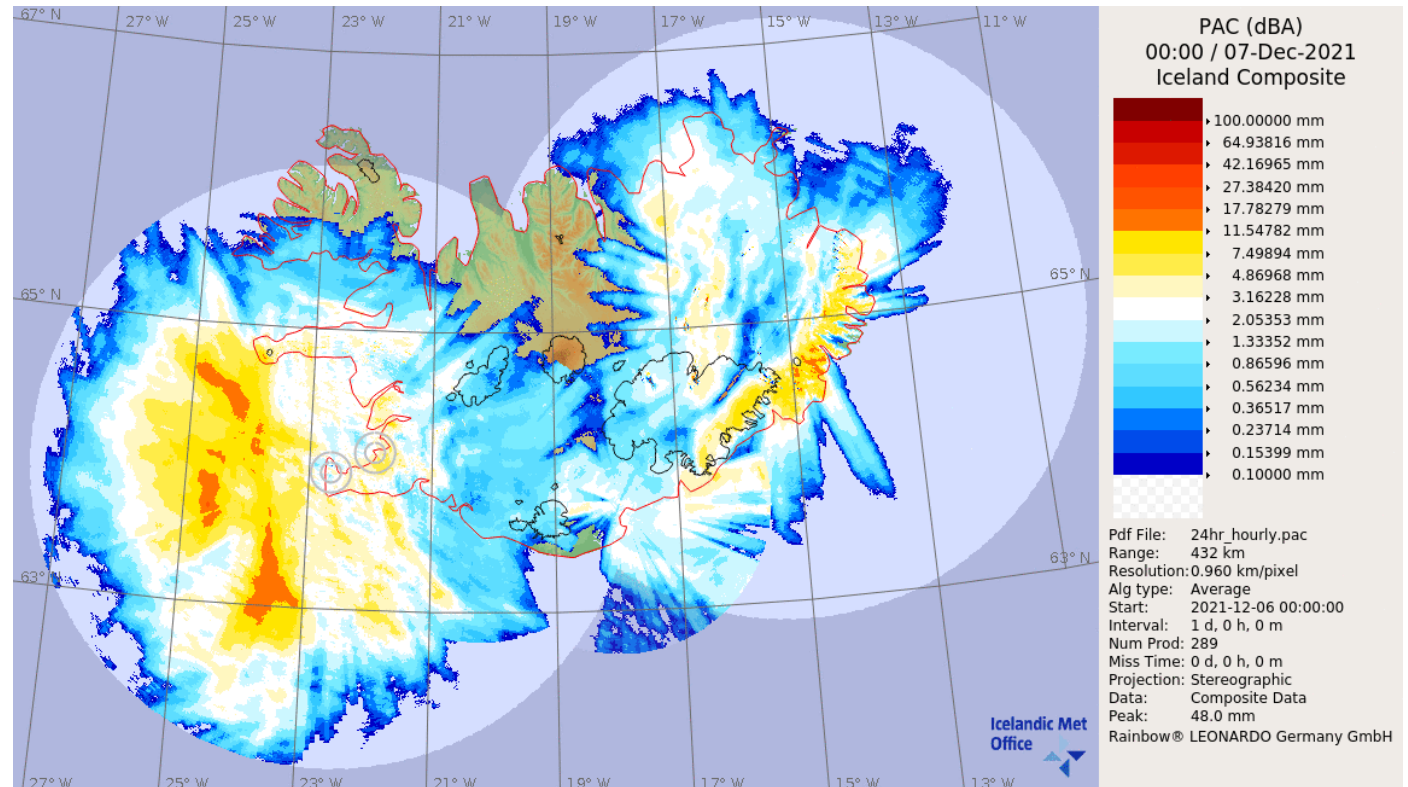 67° N
27° W
25° W
23° W
21° W
19° W
17° W
15° W
13° W
11° W
65° N
65° N
63° N
63° N
27° W
25° W
23° W
21° W
19° W
17° W
15° W
13° W
Icelandic Met
Office
PAC (dBA)
00:00 / 07-Dec-2021
Iceland Composite
100.00000 mm
64.93816 mm
42.16965 mm
27.38420 mm
17.78279 mm
11.54782 mm
7.49894 mm
4.86968 mm
3.16228 mm
2.05353 mm
1.33352 mm
0.86596 mm
0.56234 mm
0.36517 mm
0.23714 mm
0.15399 mm
0.10000 mm
Pdf File: 24hr_hourly.pac
Range: 432 km
Resolution: 0.960 km/pixel
Alg type: Average
Start: 2021-12-06 00:00:00
Interval: 1 d, 0 h, 0 m
Num Prod: 289
Miss Time: 0 d, 0 h, 0 m
Projection: Stereographic
Data: Composite Data
Peak: 48.0 mm
Rainbow® LEONARDO Germany GmbH